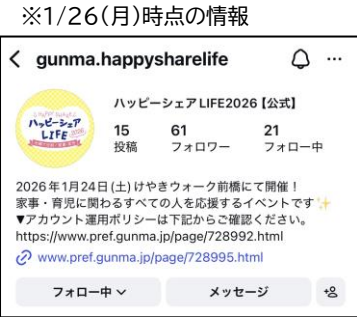 ※1/26(月)時点の情報
gunma.happysharelife
ハッピーシェアLIFE2026【公式】
15 61 21
投稿 フォロワー フォロー中
ハッピーシェア
LIFE 2026
2026年1月24日(土)けやきウォーク前橋にて開催!
家事・育児に関わるすべての人を応援するイベントです✨
▼アカウント運用ポリシーは下記からご確認ください。
https://www.pref.gunma.jp/page/728992.html
www.pref.gunma.jp/page/728995.html
フォロー中 メッセージ